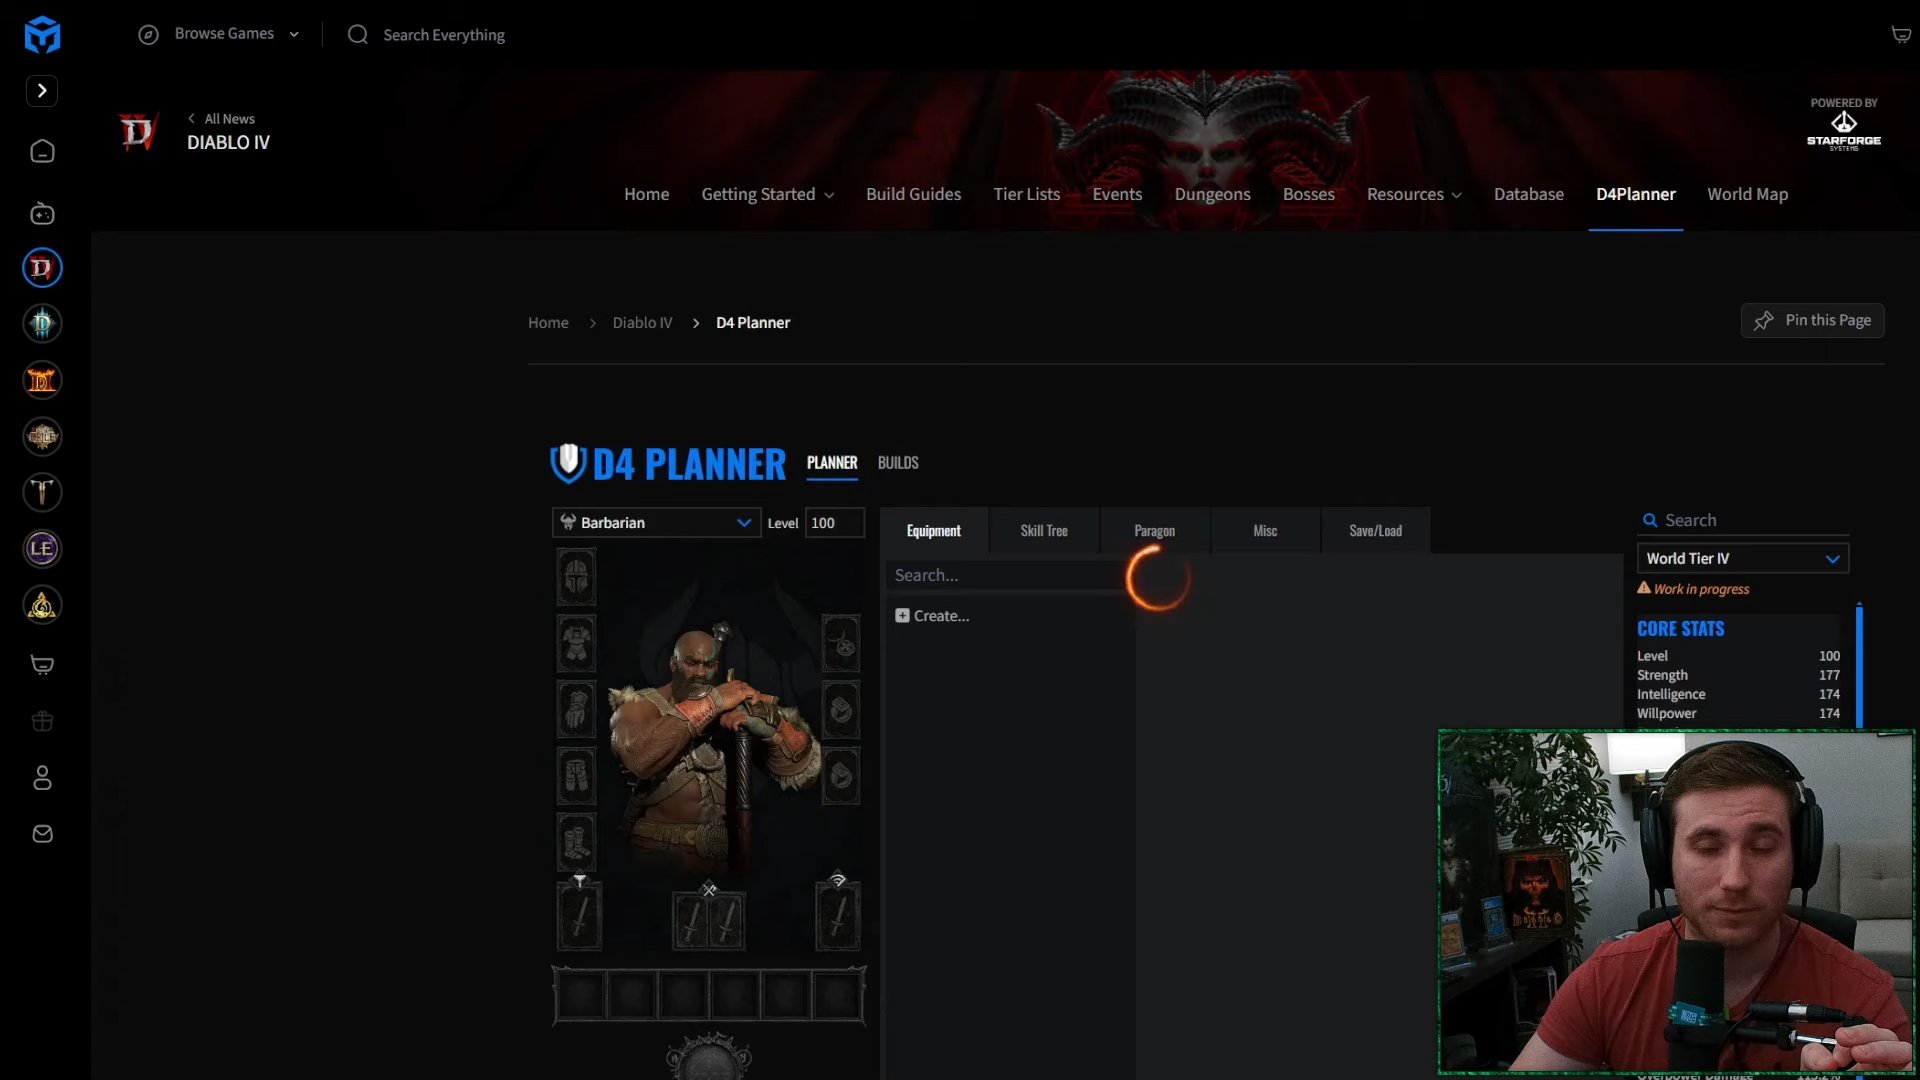 Browse Games
Search Everything
All News
DIABLO IV
POWERED BY
STARFORGE
SYSTEMS
Home
Getting Started
Build Guides
Tier Lists
Events
Dungeons
Bosses
Resources
Database
D4Planner
World Map
Home > Diablo IV > D4 Planner
Pin this Page
D4 PLANNER
PLANNER
BUILDS
Barbarian
Level
100
Equipment
Skill Tree
Paragon
Misc
Save/Load
Search...
Create...
Search
World Tier IV
Work in progress
CORE STATS
Level 100
Strength 177
Intelligence 174
Willpower 174
LE